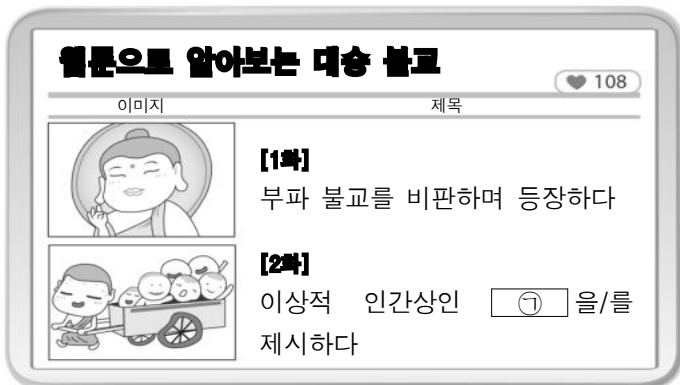 웹툰으로 알아보는 대승 불교
108
이미지 제목
[1화]
부파 불교를 비판하며 등장하다
[2화]
이상적 인간상인 ㉠ 을/를
제시하다